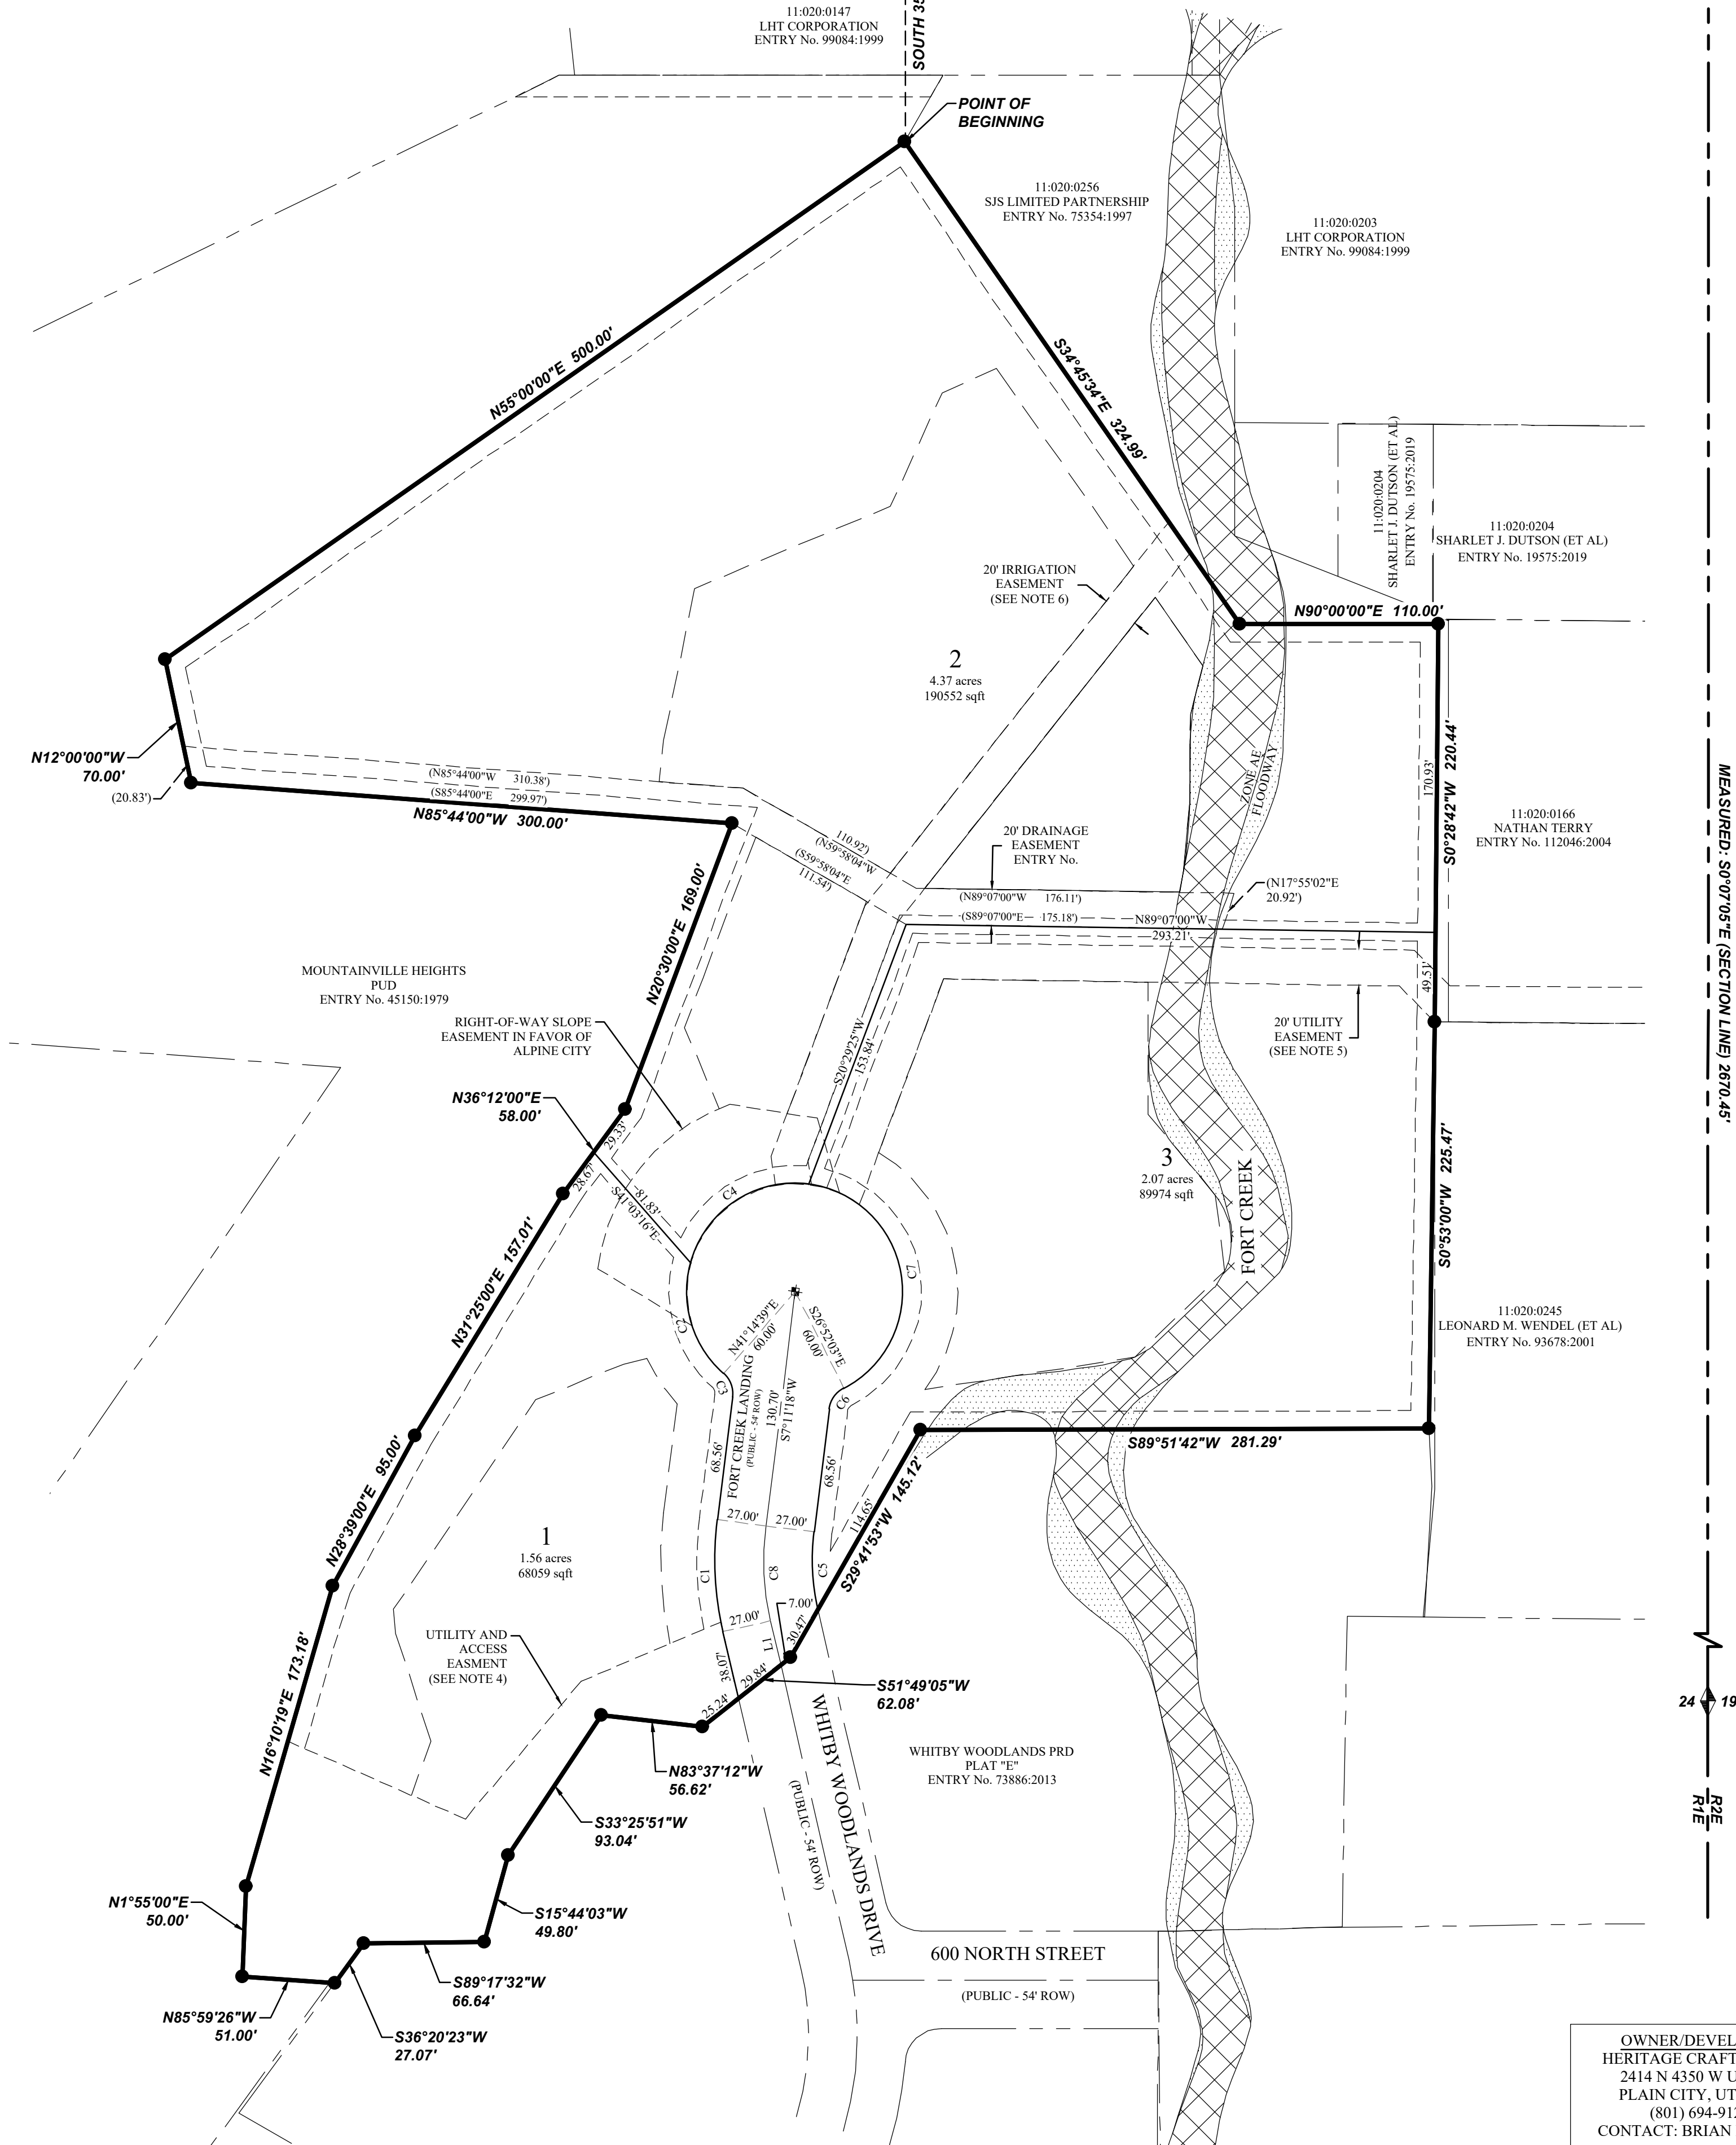 11:020:0147
LHT CORPORATION
ENTRY No. 99084:1999
SOUTH 35
POINT OF
BEGINNING
11:020:0256
SJS LIMITED PARTNERSHIP
ENTRY No. 75354:1997
11:020:0203
LHT CORPORATION
ENTRY No. 99084:1999
N55°00'00"E 500.00'
S34°45'34"E 324.99'
11:020:0204
SHARLET J. DUTSON (ET AL)
ENTRY No. 19575:2019
11:020:0204
SHARLET J. DUTSON (ET AL)
ENTRY No. 19575:2019
20' IRRIGATION
EASEMENT
(SEE NOTE 6)
N90°00'00"E 110.00'
2
4.37 acres
190552 sqft
N12°00'00"W
70.00'
(20.83')
(N85°44'00"W 310.38')
(S85°44'00"E 299.97')
N85°44'00"W 300.00'
110.92')
(N59°58'04"W
(S59°58'04"E
111.54')
ZONE AE
FLOODWAY
170.93'
S0°28'42"W 220.44'
MEASURED: S0°07'05"E (SECTION LINE) 2670.45'
20' DRAINAGE
EASEMENT
ENTRY No.
11:020:0166
NATHAN TERRY
ENTRY No. 112046:2004
(N89°07'00"W 176.11')
(N17°55'02"E
20.92')
(S89°07'00"E 175.18')
N89°07'00"W
293.21'
49.51'
N20°30'00"E 169.00'
MOUNTAINVILLE HEIGHTS
PUD
ENTRY No. 45150:1979
RIGHT-OF-WAY SLOPE
EASEMENT IN FAVOR OF
ALPINE CITY
S20°29'25"W
153.84'
20' UTILITY
EASEMENT
(SEE NOTE 5)
N36°12'00"E
58.00'
29.33'
28.67'
81.83'
S41°03'16"E
C4
3
2.07 acres
89974 sqft
FORT CREEK
S0°53'00"W 225.47'
N31°25'00"E 157.01'
C7
C2
N41°14'39"E
60.00'
S26°52'03"E
60.00'
11:020:0245
LEONARD M. WENDEL (ET AL)
ENTRY No. 93678:2001
C3
C6
FORT CREEK LANDING
(PUBLIC - 54' ROW)
130.70'
S7°11'18"W
68.56'
68.56'
S89°51'42"W 281.29'
N28°39'00"E 95.00'
27.00'
27.00'
114.65'
S29°41'53"W 145.12'
1
1.56 acres
68059 sqft
C1
C8
C5
7.00'
27.00'
L1
30.47'
UTILITY AND
ACCESS
EASMENT
(SEE NOTE 4)
N16°10'19"E 173.18'
38.07'
29.84'
25.24'
S51°49'05"W
62.08'
24
19
WHITBY WOODLANDS DRIVE
(PUBLIC - 54' ROW)
WHITBY WOODLANDS PRD
PLAT "E"
ENTRY No. 73886:2013
N83°37'12"W
56.62'
R2E
R1E
S33°25'51"W
93.04'
N1°55'00"E
50.00'
S15°44'03"W
49.80'
600 NORTH STREET
(PUBLIC - 54' ROW)
S89°17'32"W
66.64'
N85°59'26"W
51.00'
S36°20'23"W
27.07'
OWNER/DEVEL
HERITAGE CRAFT
2414 N 4350 W U
PLAIN CITY, UT
(801) 694-912
CONTACT: BRIAN